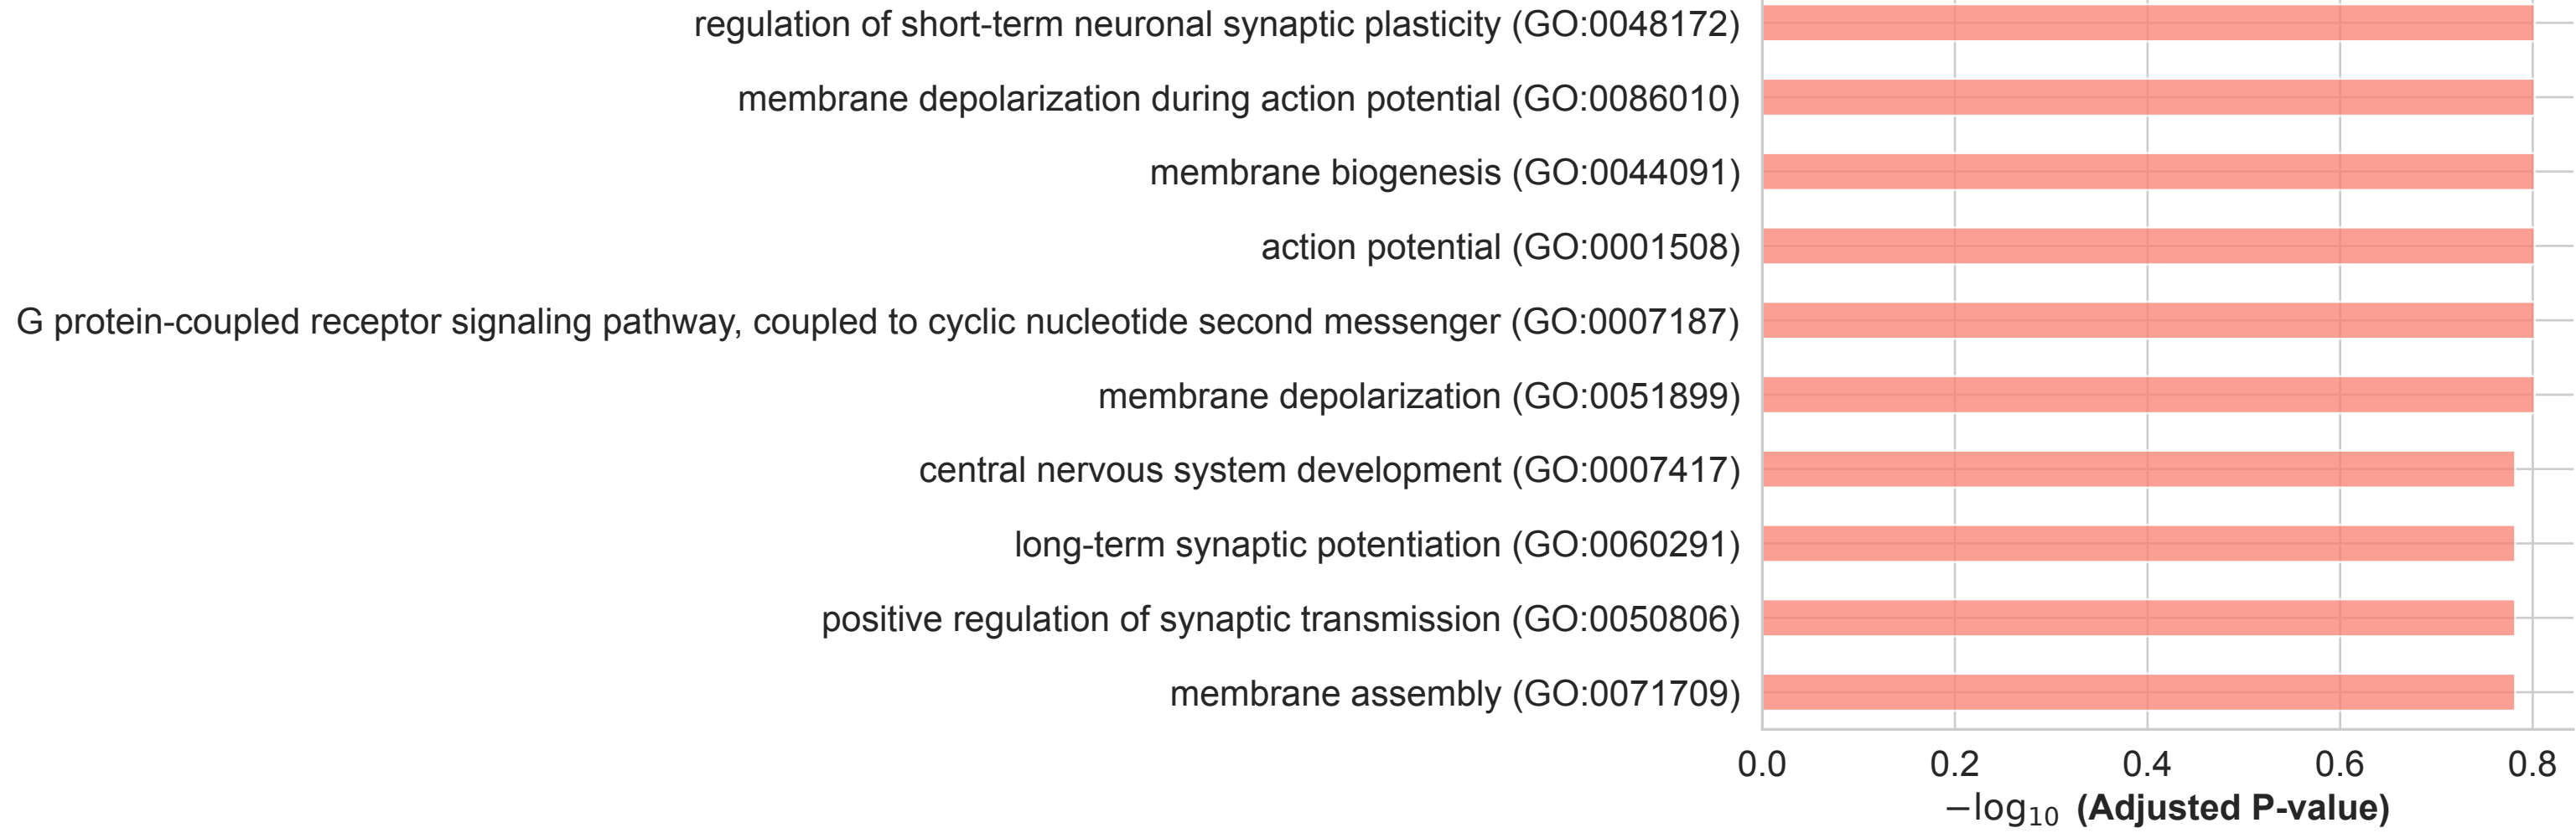 regulation of short-term neuronal synaptic plasticity (GO:0048172)
membrane depolarization during action potential (GO:0086010)
membrane biogenesis (GO:0044091)
action potential (GO:0001508)
G protein-coupled receptor signaling pathway, coupled to cyclic nucleotide second messenger (GO:0007187)
membrane depolarization (GO:0051899)
central nervous system development (GO:0007417)
long-term synaptic potentiation (GO:0060291)
positive regulation of synaptic transmission (GO:0050806)
membrane assembly (GO:0071709)
0.0 0.2 0.4 0.6 0.8
−log₁₀ (Adjusted P-value)